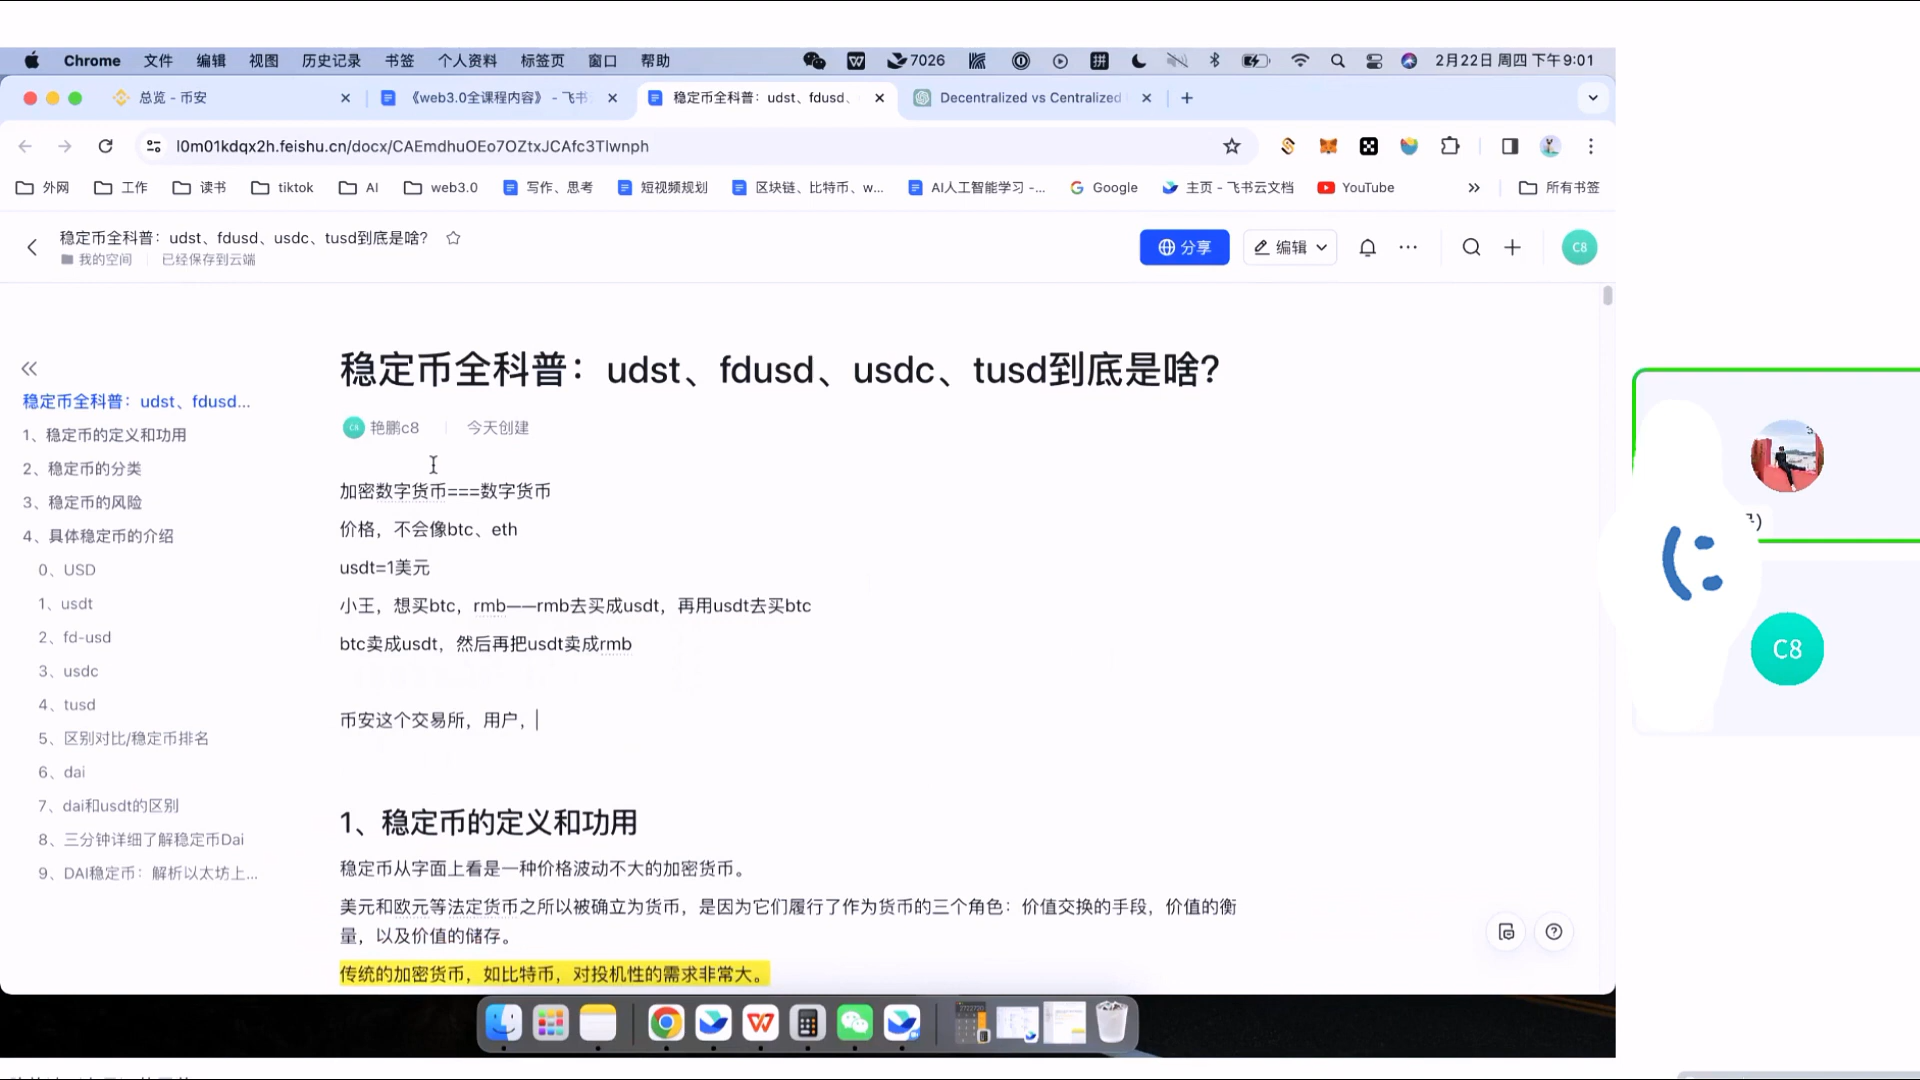 Chrome 文件 编辑 视图 历史记录 书签 个人资料 标签页 窗口 帮助 7026 拼 2月22日 周四 下午9:01
总览 - 币安 《web3.0全课程内容》 - 飞书 稳定币全科普：udst、fdusd、 Decentralized vs Centralized
l0m01kdqx2h.feishu.cn/docx/CAEmdhuOEo7OZtxJCAfc3TIwnph
外网 工作 读书 tiktok AI web3.0 写作、思考 短视频规划 区块链、比特币、w... AI人工智能学习 -... Google 主页 - 飞书云文档 YouTube 所有书签
稳定币全科普：udst、fdusd、usdc、tusd到底是啥?
我的空间 已经保存到云端
分享 编辑 C8
稳定币全科普：udst、fdusd...
1、稳定币的定义和功用
2、稳定币的分类
3、稳定币的风险
4、具体稳定币的介绍
0、USD
1、usdt
2、fd-usd
3、usdc
4、tusd
5、区别对比/稳定币排名
6、dai
7、dai和usdt的区别
8、三分钟详细了解稳定币Dai
9、DAI稳定币：解析以太坊上...
稳定币全科普：udst、fdusd、usdc、tusd到底是啥?
艳鹏c8 今天创建
加密数字货币===数字货币
价格，不会像btc、eth
usdt=1美元
小王，想买btc，rmb——rmb去买成usdt，再用usdt去买btc
btc卖成usdt，然后再把usdt卖成rmb
币安这个交易所，用户，
1、稳定币的定义和功用
稳定币从字面上看是一种价格波动不大的加密货币。
美元和欧元等法定货币之所以被确立为货币，是因为它们履行了作为货币的三个角色：价值交换的手段，价值的衡
量，以及价值的储存。
传统的加密货币，如比特币，对投机性的需求非常大。
C8